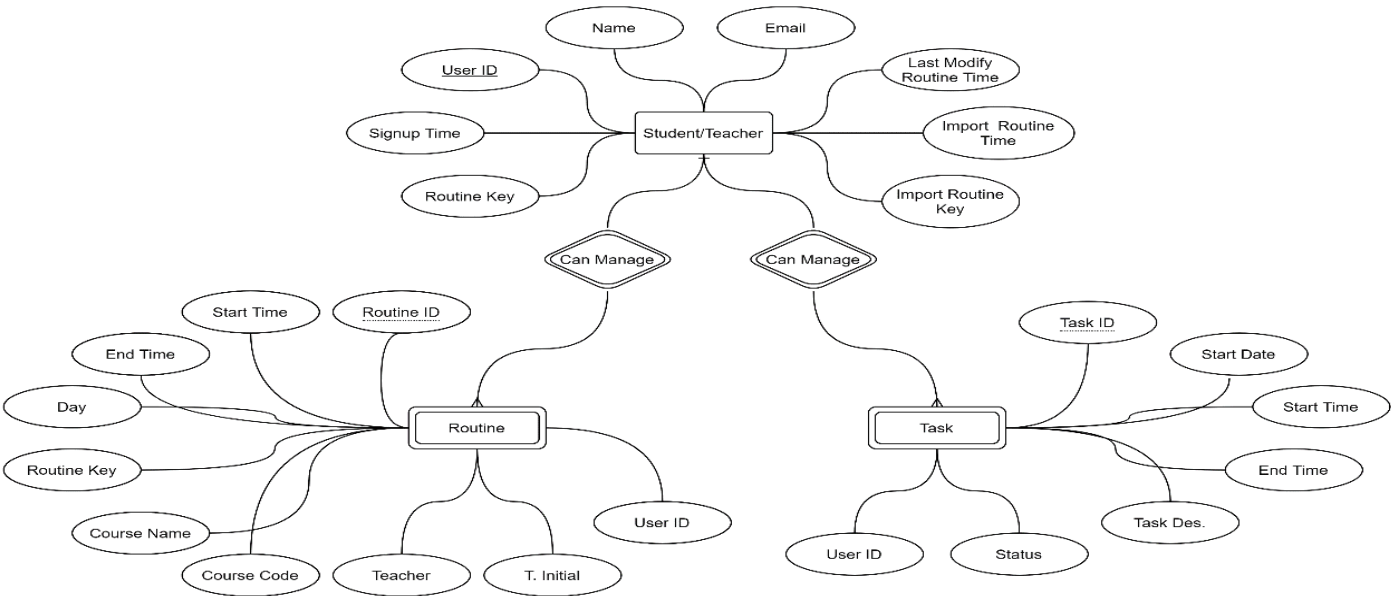 Name
Email
User ID
Last Modify
Routine Time
Signup Time
Student/Teacher
Import Routine
Time
Routine Key
Import Routine
Key
Can Manage
Can Manage
Start Time
Routine ID
Task ID
End Time
Start Date
Day
Start Time
Routine
Task
Routine Key
End Time
Course Name
User ID
Task Des.
User ID
Status
Course Code
Teacher
T. Initial